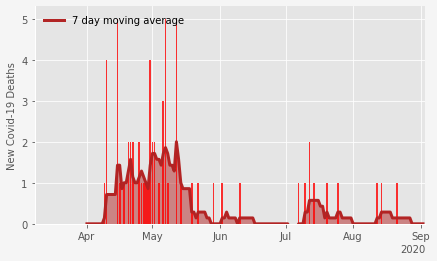 7 day moving average
New Covid-19 Deaths
5
4
3
2
1
0
Apr
May
Jun
Jul
Aug
Sep
2020